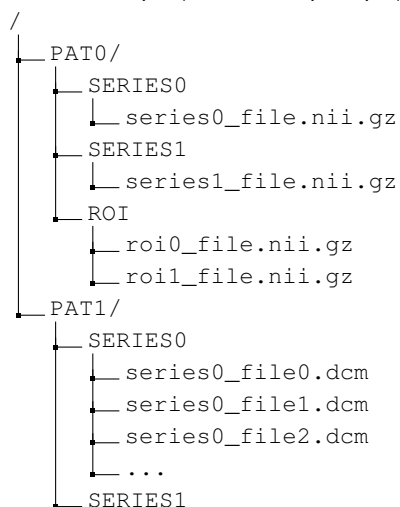 /
PAT0/
SERIES0
series0_file.nii.gz
SERIES1
series1_file.nii.gz
ROI
roi0_file.nii.gz
roi1_file.nii.gz
PAT1/
SERIES0
series0_file0.dcm
series0_file1.dcm
series0_file2.dcm
...
SERIES1